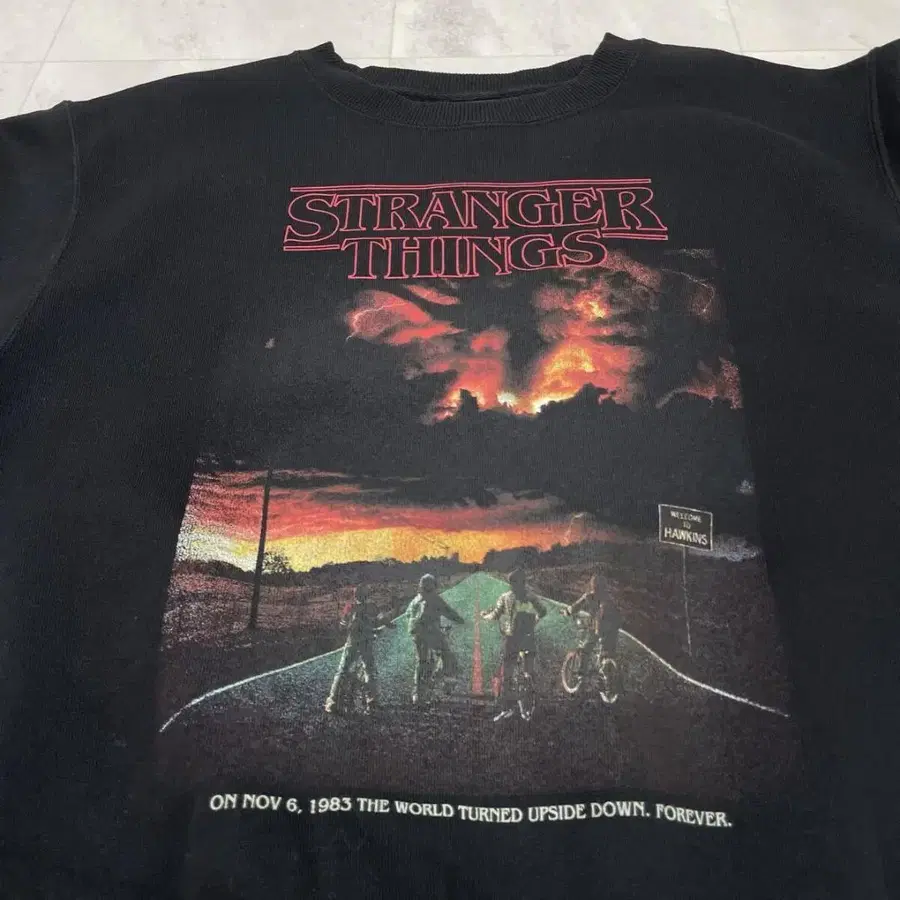 STRANGER
THINGS
WELCOME
TO
HAWKINS
ON NOV 6, 1983 THE WORLD TURNED UPSIDE DOWN. FOREVER.